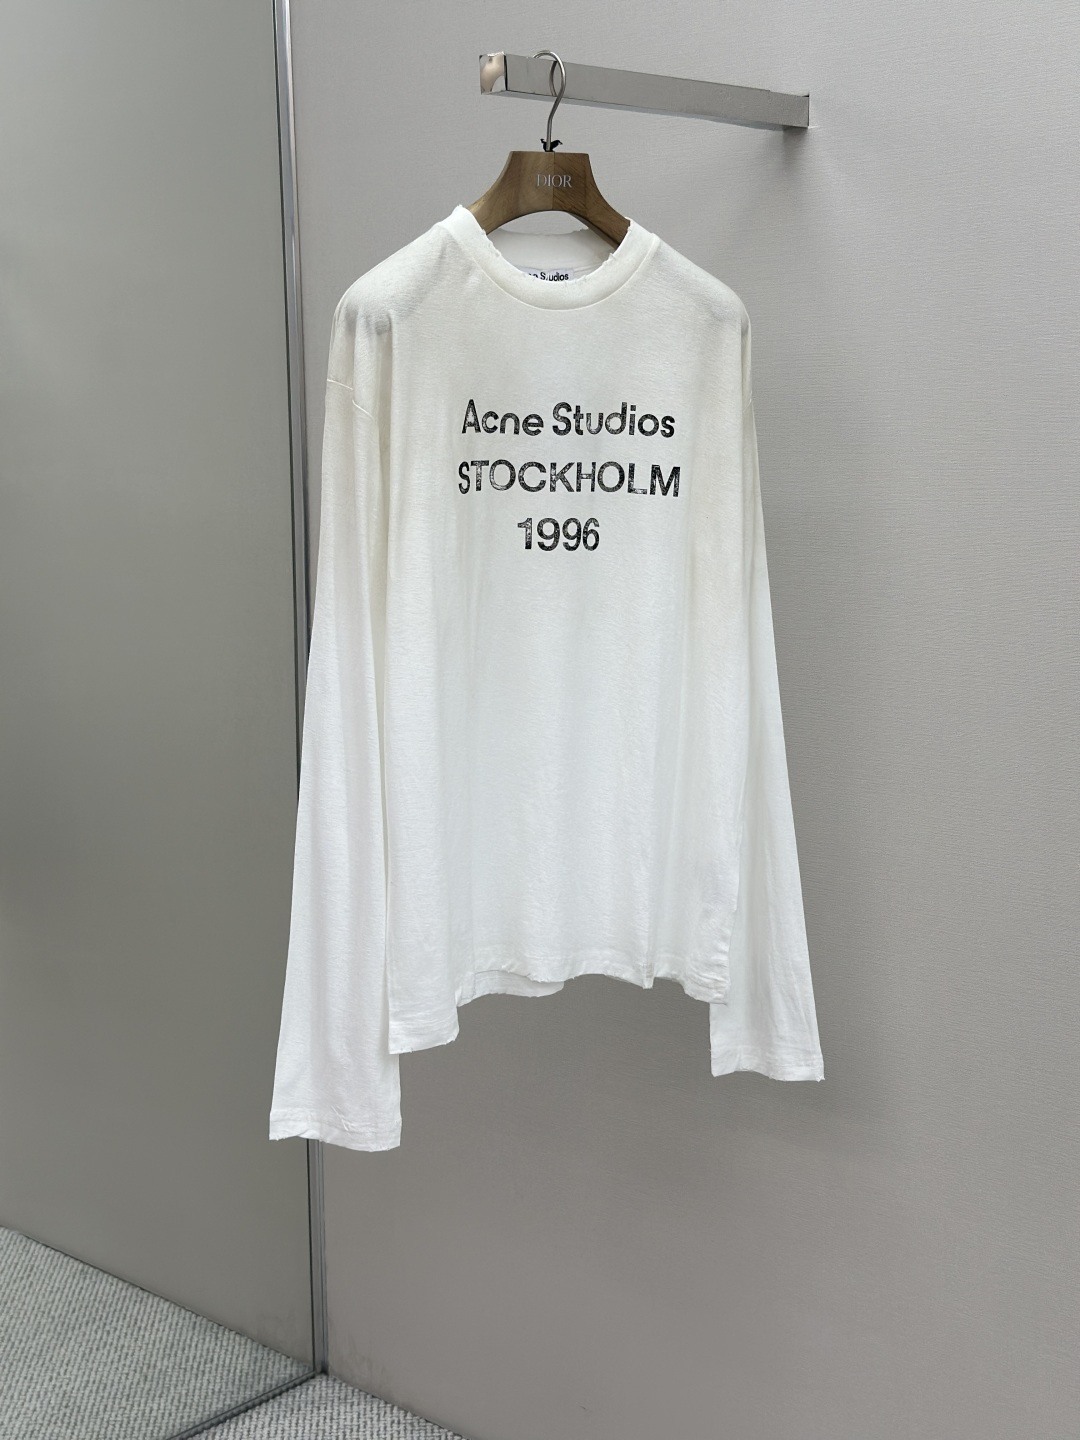 DIOR
Acne Studios
STOCKHOLM
1996